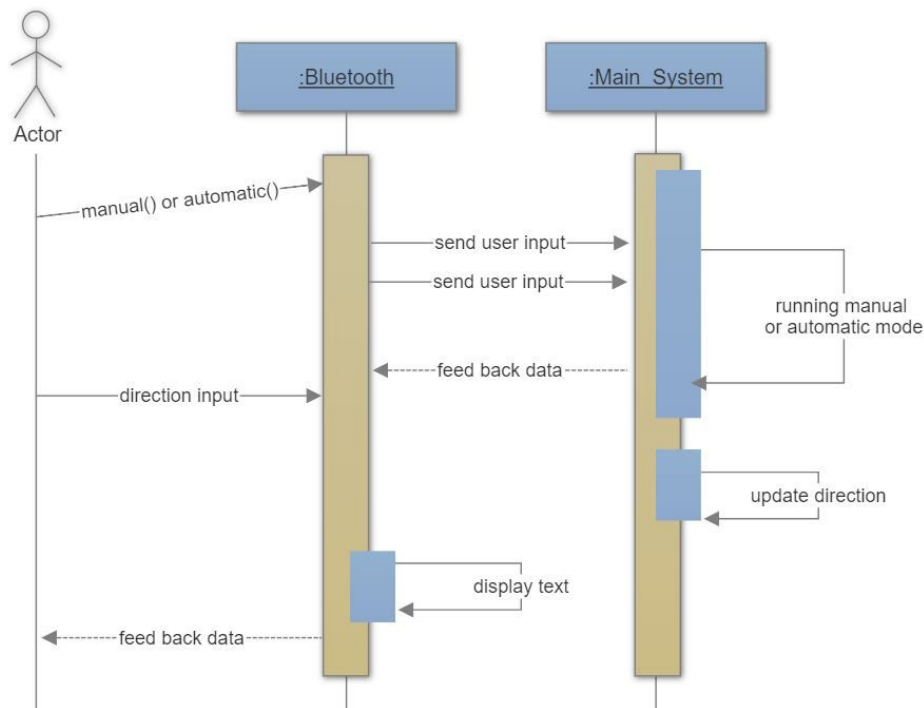 :Bluetooth
:Main_System
Actor
manual() or automatic()
send user input
send user input
running manual
or automatic mode
feed back data
direction input
update direction
display text
feed back data